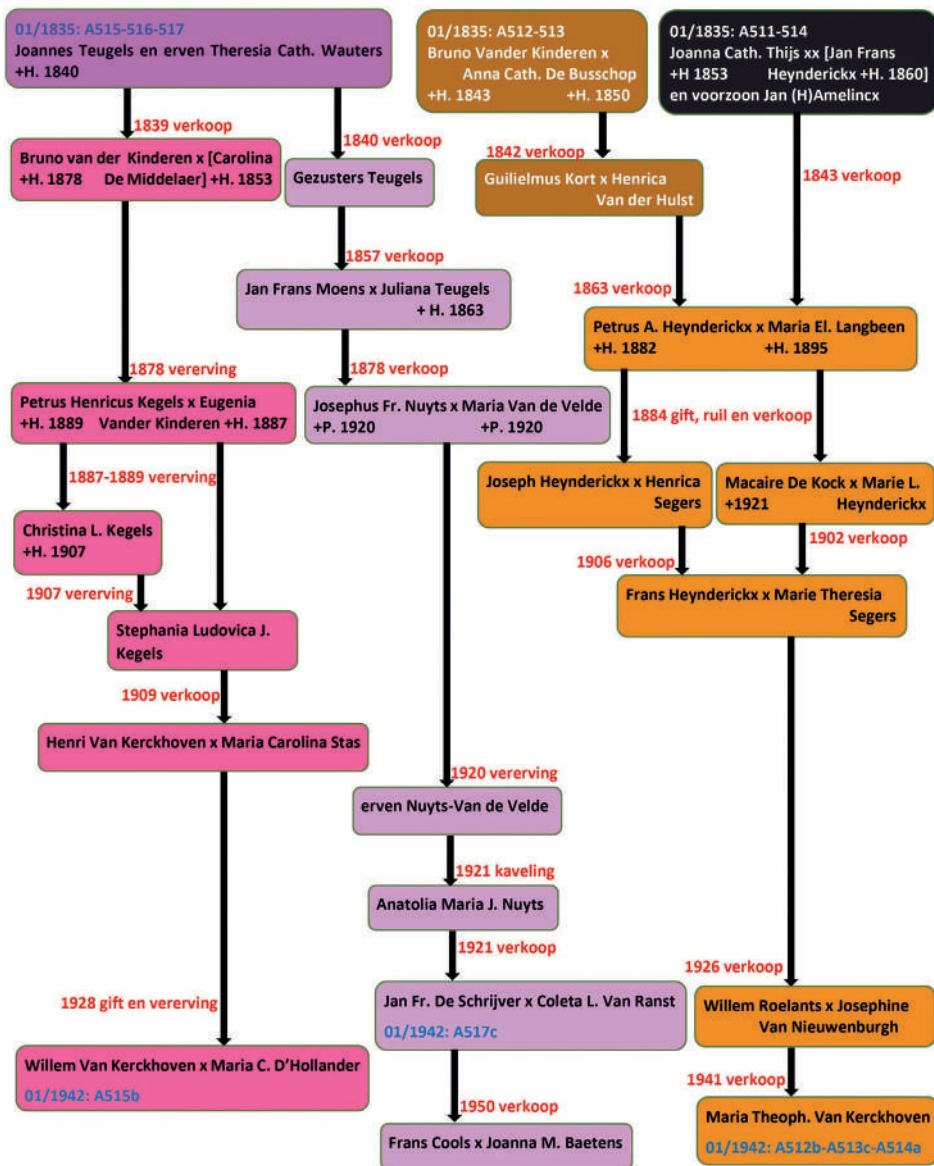 01/1835: A515-516-517
Joannes Teugels en erven Theresia Cath. Wauters
+H. 1840
01/1835: A512-513
Bruno Vander Kinderen x
Anna Cath. De Busschop
+H. 1843 +H. 1850
01/1835: A511-514
Joanna Cath. Thijs xx [Jan Frans
+H 1853 Heynderickx +H. 1860]
en voorzoon Jan (H)Amelincx
1839 verkoop
1840 verkoop
1842 verkoop
1843 verkoop
Bruno van der Kinderen x [Carolina
+H. 1878 De Middelaer] +H. 1853
Gezusters Teugels
Guilielmus Kort x Henrica
Van der Hulst
1857 verkoop
1863 verkoop
Jan Frans Moens x Juliana Teugels
+ H. 1863
Petrus A. Heynderickx x Maria El. Langbeen
+H. 1882 +H. 1895
1878 vererving
1878 verkoop
1884 gift, ruil en verkoop
Petrus Henricus Kegels x Eugenia
+H. 1889 Vander Kinderen +H. 1887
Josephus Fr. Nuyts x Maria Van de Velde
+P. 1920 +P. 1920
1887-1889 vererving
Joseph Heynderickx x Henrica
Segers
Macaire De Kock x Marie L.
+1921 Heynderickx
Christina L. Kegels
+H. 1907
1906 verkoop
1902 verkoop
1907 vererving
Frans Heynderickx x Marie Theresia
Segers
Stephania Ludovica J.
Kegels
1909 verkoop
Henri Van Kerckhoven x Maria Carolina Stas
1920 vererving
erven Nuyts-Van de Velde
1921 kaveling
Anatolia Maria J. Nuyts
1921 verkoop
1926 verkoop
1928 gift en vererving
Jan Fr. De Schrijver x Coleta L. Van Ranst
01/1942: A517c
Willem Roelants x Josephine
Van Nieuwenburgh
Willem Van Kerckhoven x Maria C. D'Hollander
01/1942: A515b
1941 verkoop
1950 verkoop
Maria Theoph. Van Kerckhoven
01/1942: A512b-A513c-A514a
Frans Cools x Joanna M. Baetens